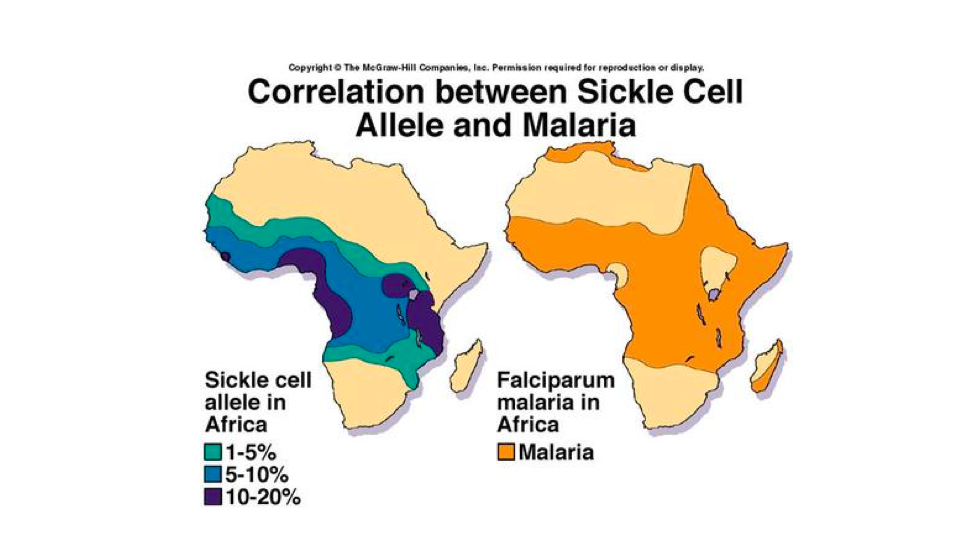 Copyright © The McGraw-Hill Companies, Inc. Permission required for reproduction or display.
Correlation between Sickle Cell
Allele and Malaria
Sickle cell
allele in
Africa
1-5%
5-10%
10-20%
Falciparum
malaria in
Africa
Malaria